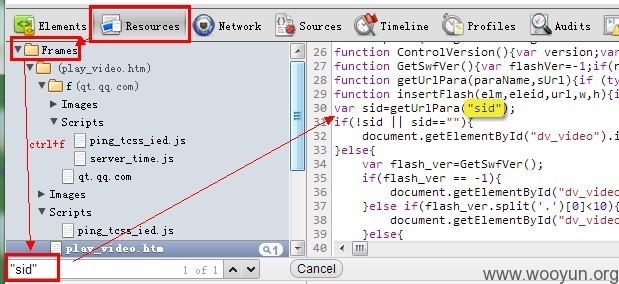 Elements Resources Network Sources Timeline Profiles Audits
Frames
(play_video.htm)
f (qt.qq.com)
Images
Scripts
ping_tcss_ied.js
server_time.js
qt.qq.com
Images
Scripts
ping_tcss_ied.js
play_video.htm 1
ctrl+f
26 function ControlVersion(){var version;var
27 function GetSwfVer(){var flashVer=-1;if(n
28 function getUrlPara(paraName,sUrl){if (ty
29 function insertFlash(elm,eleid,url,w,h){i
30 var sid=getUrlPara("sid");
31 if(!sid || sid==""){
32 document.getElementById("dv_video").i
33 }else{
34 var flash_ver=GetSwfVer();
35 if(flash_ver == -1){
36 document.getElementById("dv_video
37 }else if(flash_ver.split('.')[0]<10){
38 document.getElementById("dv_video
39 }else{
40
"sid" 1 of 1 Cancel
www.wooyun.org